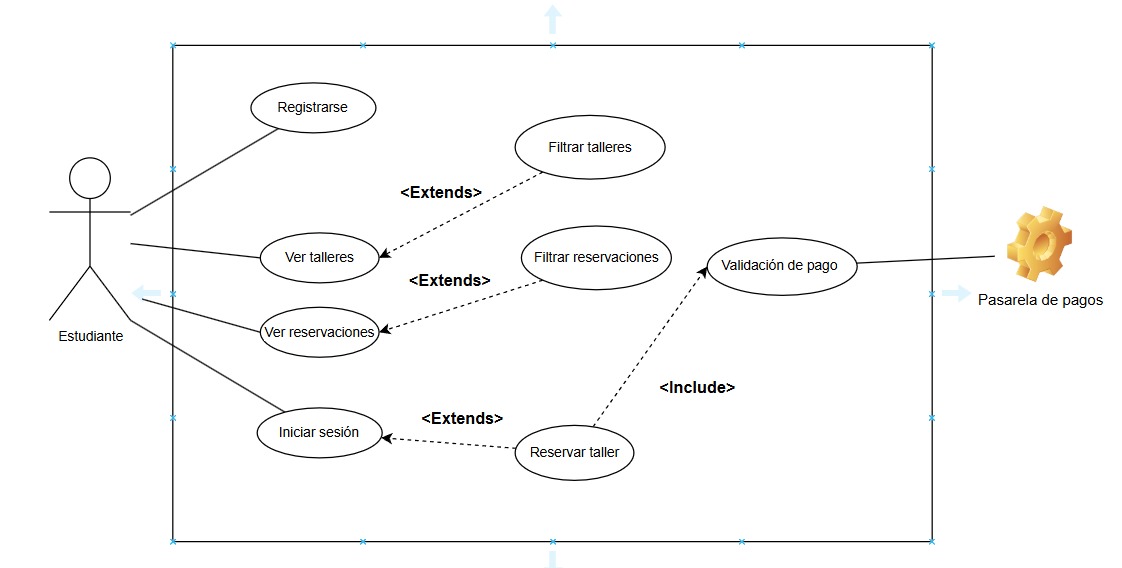 Registrarse
Filtrar talleres
<Extends>
Ver talleres
Filtrar reservaciones
Validación de pago
<Extends>
Pasarela de pagos
Ver reservaciones
Estudiante
<Include>
<Extends>
Iniciar sesión
Reservar taller